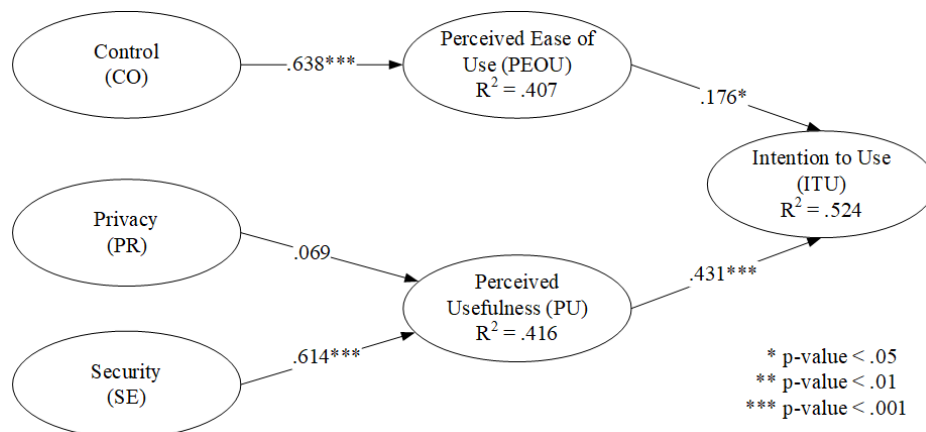 Control
(CO)
.638***
Perceived Ease of
Use (PEOU)
R² = .407
.176*
Intention to Use
(ITU)
R² = .524
Privacy
(PR)
.069
Perceived
Usefulness (PU)
R² = .416
.431***
Security
(SE)
.614***
* p-value < .05
** p-value < .01
*** p-value < .001